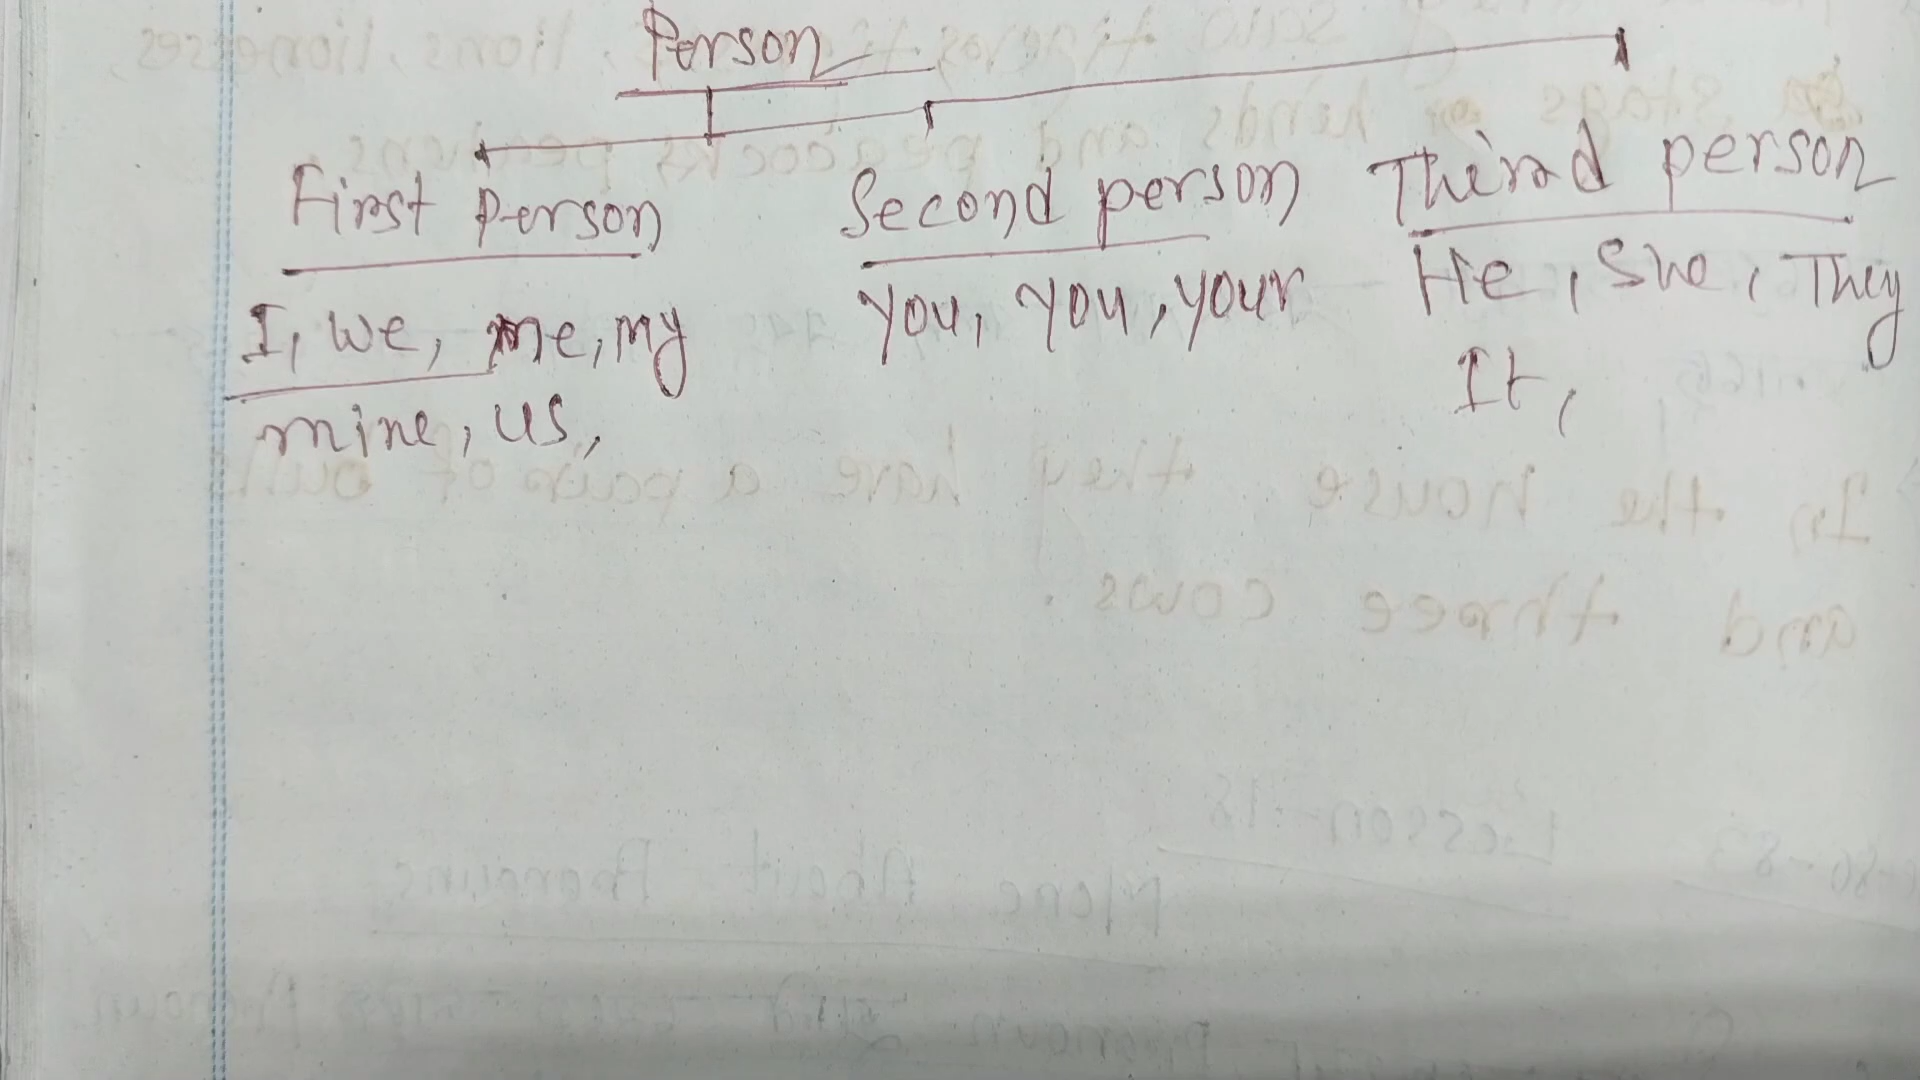 Person
First Person Second person Third person
I, we, me, my you, you, your He, She, They
mine, us, It,